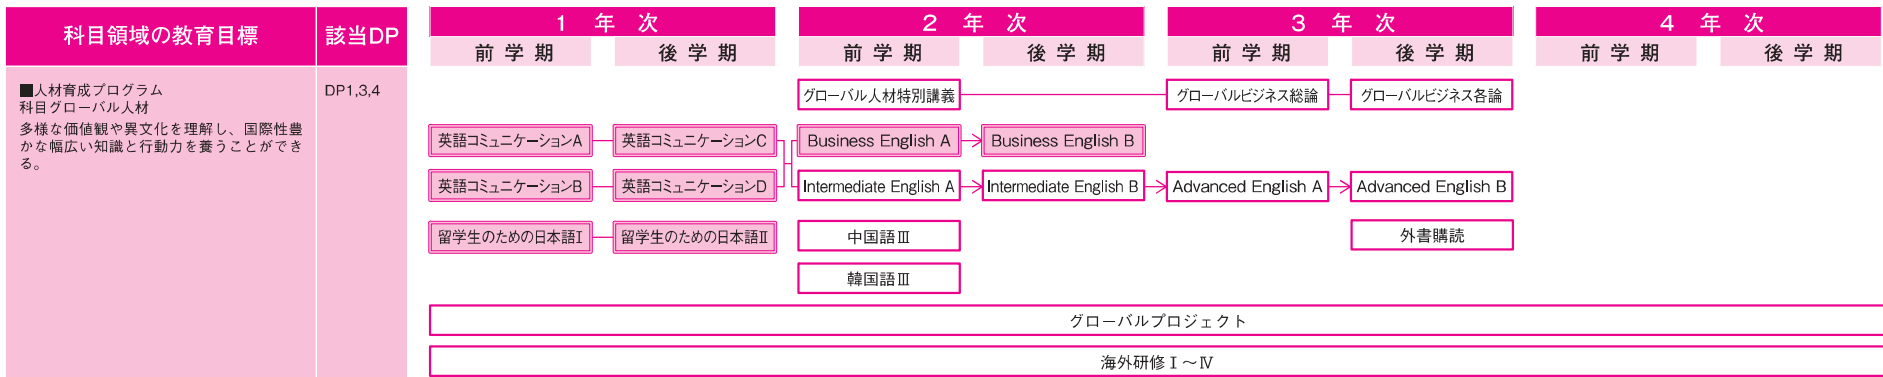 科目領域の教育目標
該当DP
1年次
2年次
3年次
4年次
前学期
後学期
前学期
後学期
前学期
後学期
前学期
後学期
■人材育成プログラム
科目グローバル人材
多様な価値観や異文化を理解し、国際性豊
かな幅広い知識と行動力を養うことができ
る。
DP1,3,4
グローバル人材特別講義
グローバルビジネス総論
グローバルビジネス各論
英語コミュニケーションA
英語コミュニケーションC
Business English A
Business English B
英語コミュニケーションB
英語コミュニケーションD
Intermediate English A
Intermediate English B
Advanced English A
Advanced English B
留学生のための日本語Ⅰ
留学生のための日本語Ⅱ
中国語Ⅲ
外書購読
韓国語Ⅲ
グローバルプロジェクト
海外研修Ⅰ～Ⅳ